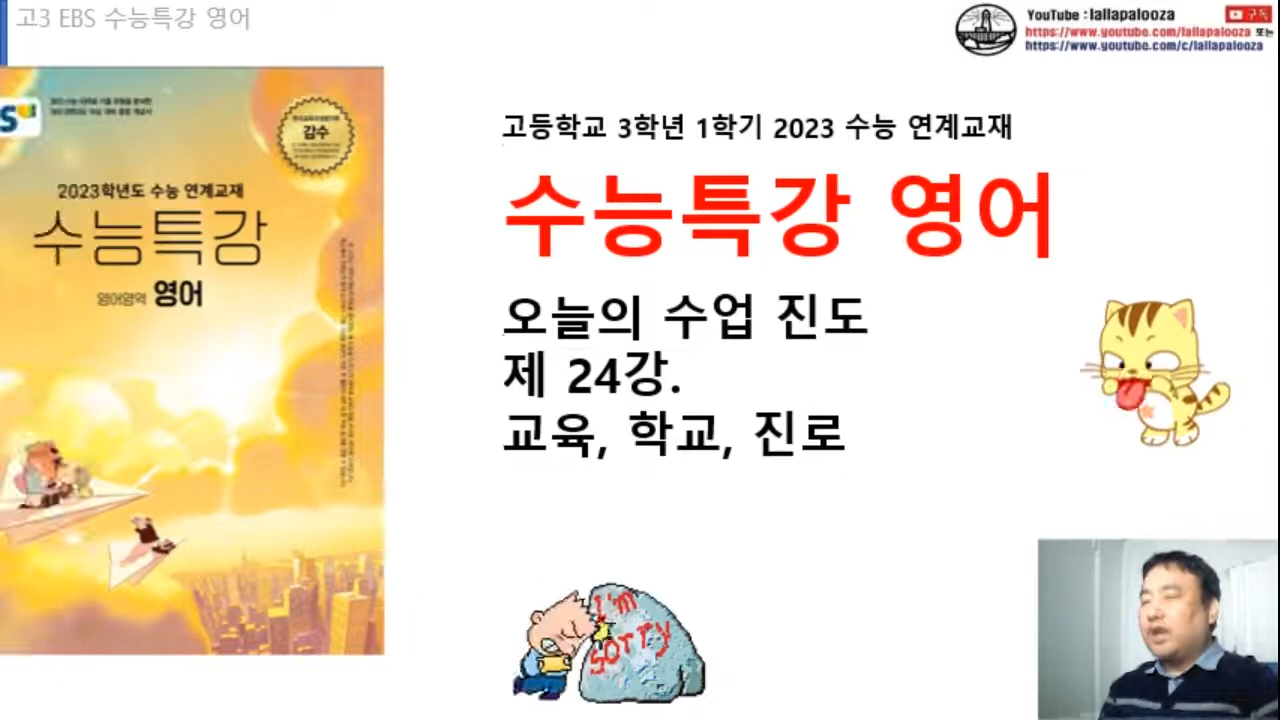 고3 EBS 수능특강 영어
YouTube : lallapalooza
구독
https://www.youtube.com/lallapalooza 또는
https://www.youtube.com/c/lallapalooza
S
감수
2023학년도 수능 연계교재
수능특강
영어영역 영어
고등학교 3학년 1학기 2023 수능 연계교재
수능특강 영어
오늘의 수업 진도
제 24강.
교육, 학교, 진로
I'm
sorry